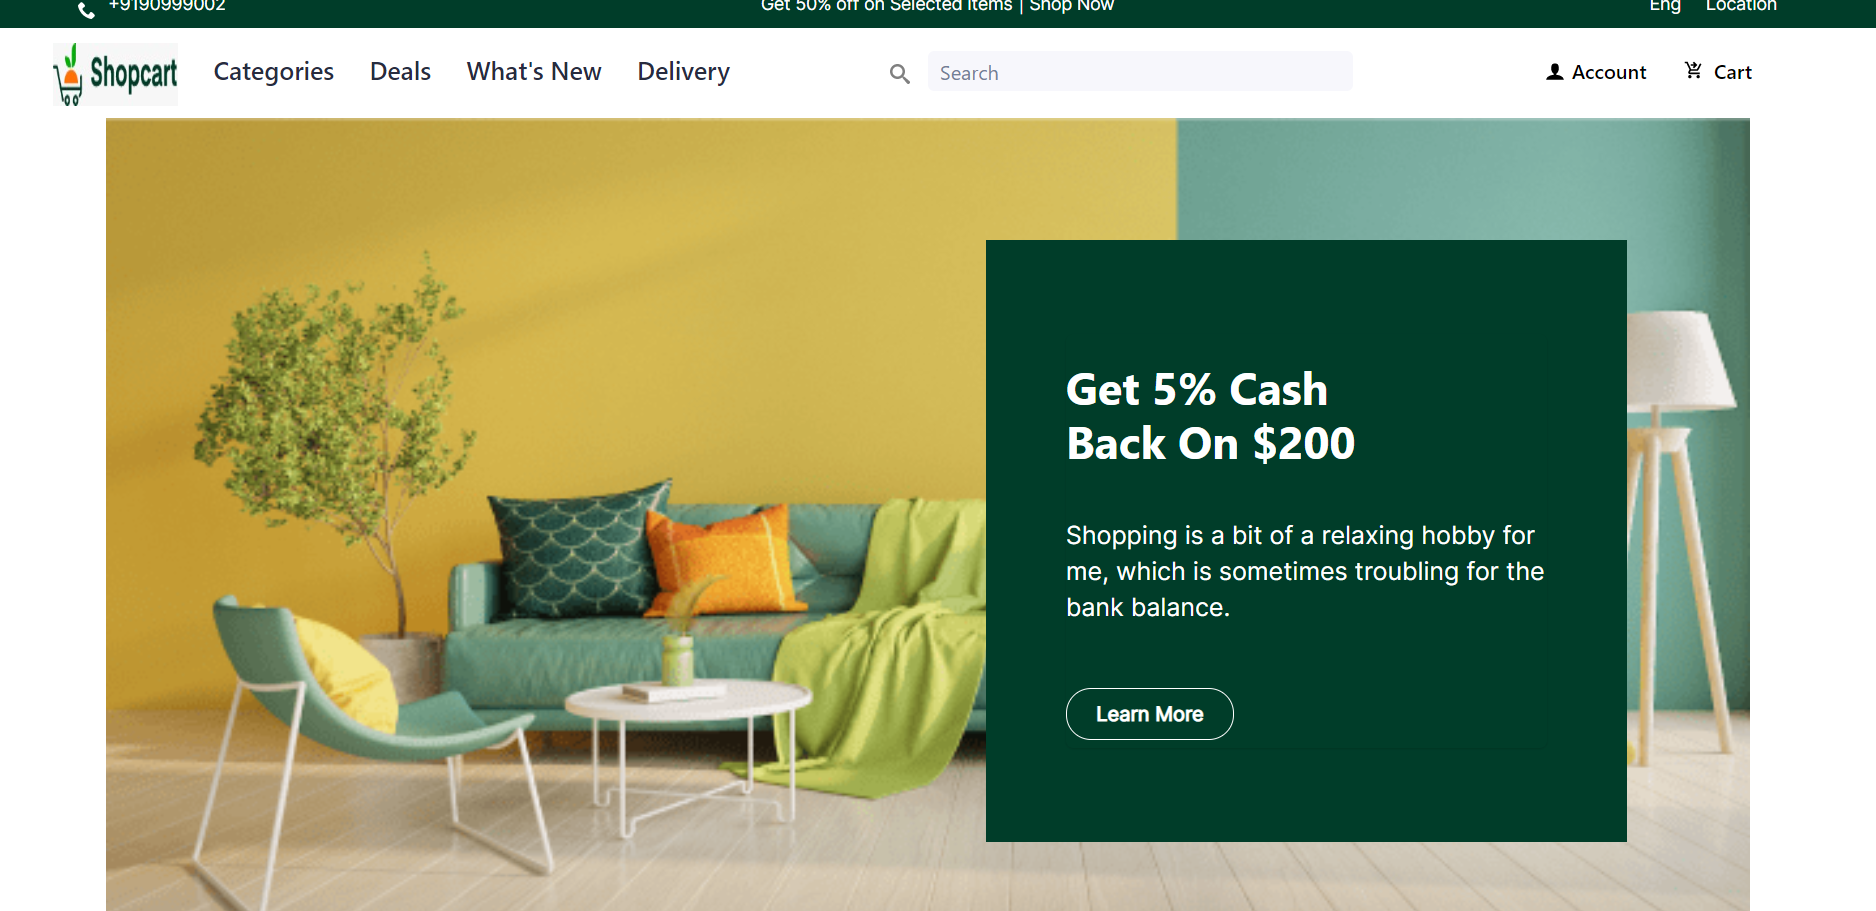 +9190999002
Get 50% off on Selected Items | Shop Now
Eng
Location
Shopcart
Categories
Deals
What's New
Delivery
Search
Account
Cart
Get 5% Cash
Back On $200
Shopping is a bit of a relaxing hobby for
me, which is sometimes troubling for the
bank balance.
Learn More